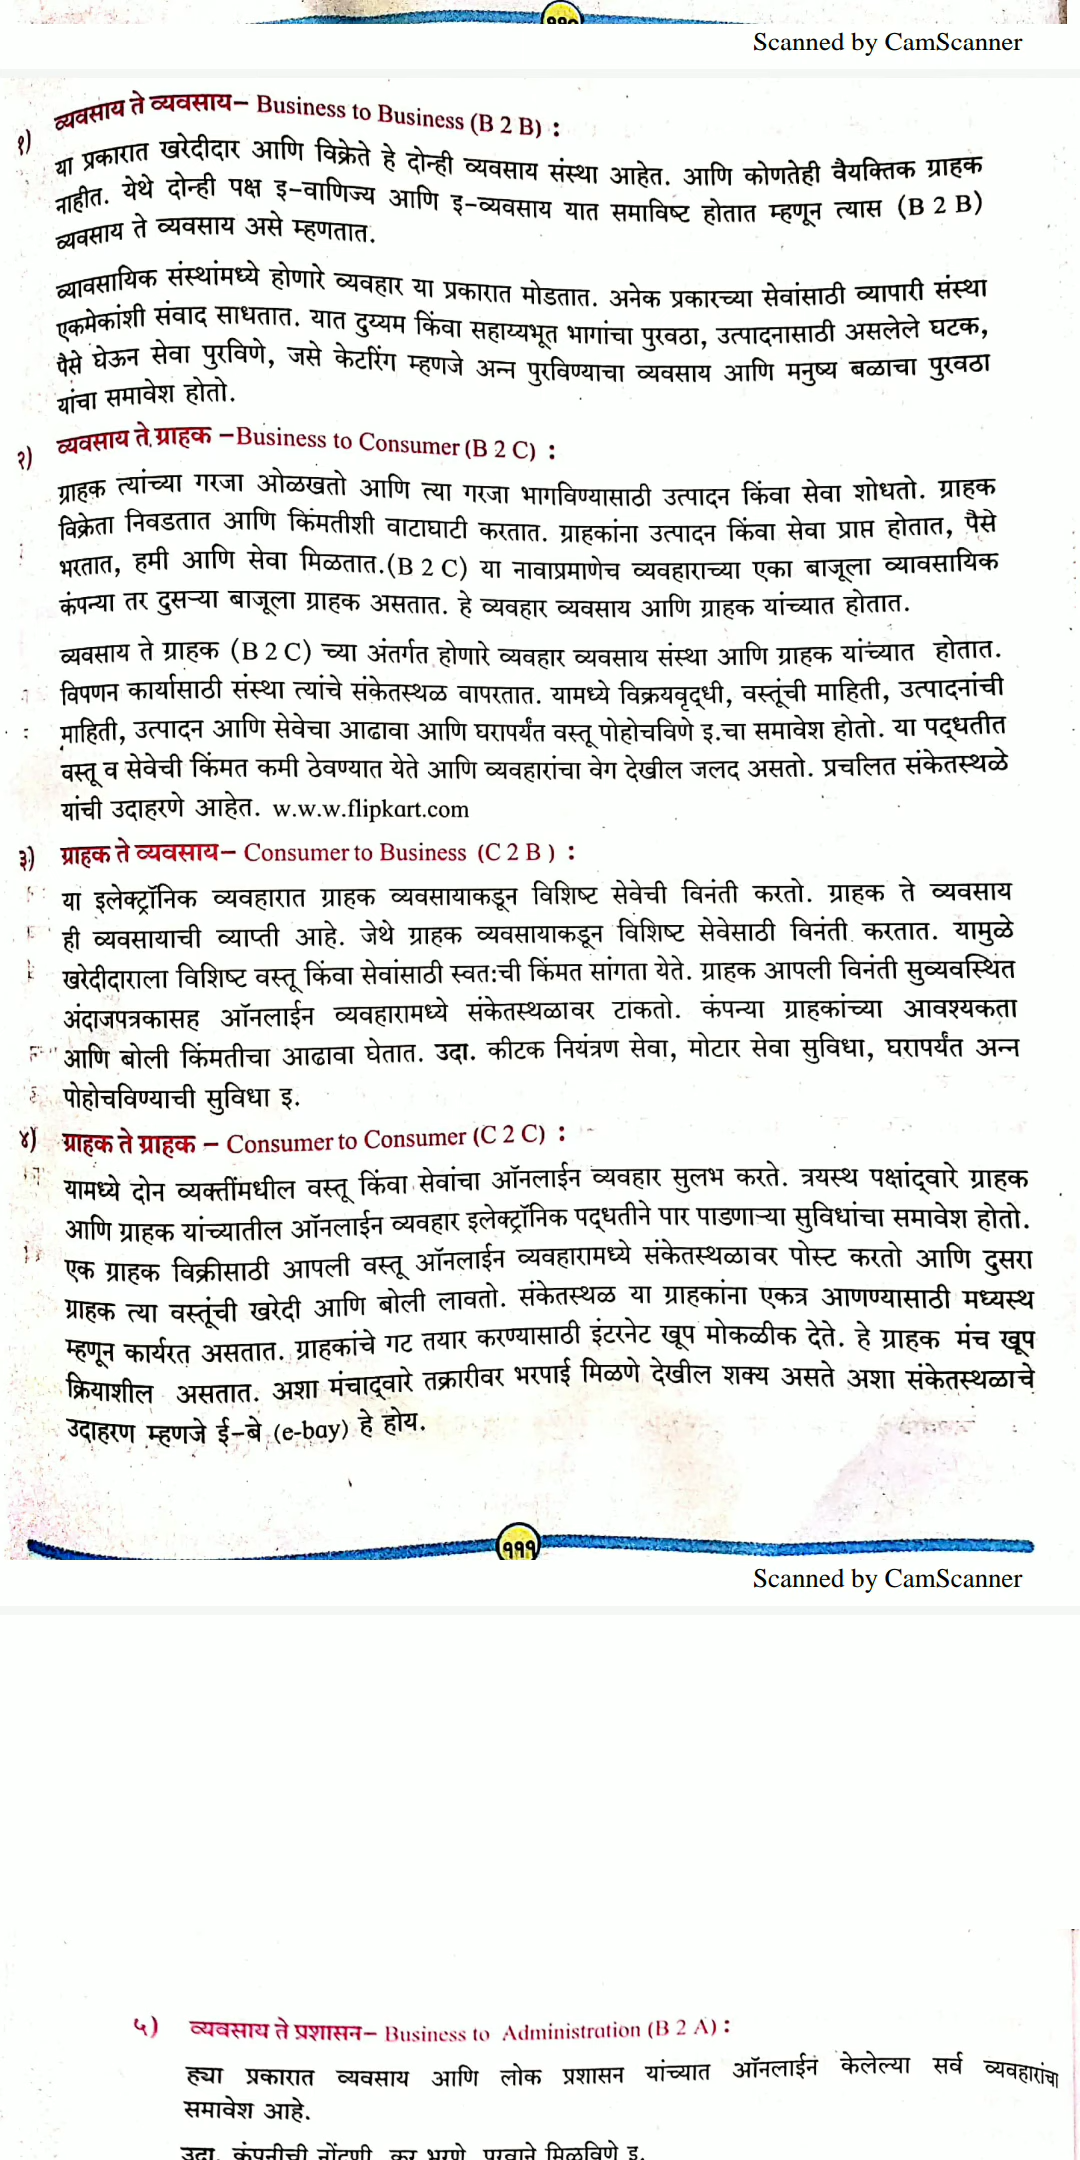 ११०
Scanned by CamScanner
१) व्यवसाय ते व्यवसाय– Business to Business (B 2 B) :
या प्रकारात खरेदीदार आणि विक्रेते हे दोन्ही व्यवसाय संस्था आहेत. आणि कोणतेही वैयक्तिक ग्राहक
नाहीत. येथे दोन्ही पक्ष इ-वाणिज्य आणि इ-व्यवसाय यात समाविष्ट होतात म्हणून त्यास (B 2 B)
व्यवसाय ते व्यवसाय असे म्हणतात.
व्यावसायिक संस्थांमध्ये होणारे व्यवहार या प्रकारात मोडतात. अनेक प्रकारच्या सेवांसाठी व्यापारी संस्था
एकमेकांशी संवाद साधतात. यात दुय्यम किंवा सहाय्यभूत भागांचा पुरवठा, उत्पादनासाठी असलेले घटक,
पैसे घेऊन सेवा पुरविणे, जसे केटरिंग म्हणजे अन्न पुरविण्याचा व्यवसाय आणि मनुष्य बळाचा पुरवठा
यांचा समावेश होतो.
२) व्यवसाय ते ग्राहक –Business to Consumer (B 2 C) :
ग्राहक त्यांच्या गरजा ओळखतो आणि त्या गरजा भागविण्यासाठी उत्पादन किंवा सेवा शोधतो. ग्राहक
विक्रेता निवडतात आणि किंमतीशी वाटाघाटी करतात. ग्राहकांना उत्पादन किंवा सेवा प्राप्त होतात, पैसे
भरतात, हमी आणि सेवा मिळतात.(B 2 C) या नावाप्रमाणेच व्यवहाराच्या एका बाजूला व्यावसायिक
कंपन्या तर दुसऱ्या बाजूला ग्राहक असतात. हे व्यवहार व्यवसाय आणि ग्राहक यांच्यात होतात.
व्यवसाय ते ग्राहक (B 2 C) च्या अंतर्गत होणारे व्यवहार व्यवसाय संस्था आणि ग्राहक यांच्यात होतात.
विपणन कार्यासाठी संस्था त्यांचे संकेतस्थळ वापरतात. यामध्ये विक्रयवृद्धी, वस्तूंची माहिती, उत्पादनांची
माहिती, उत्पादन आणि सेवेचा आढावा आणि घरापर्यंत वस्तू पोहोचविणे इ.चा समावेश होतो. या पद्धतीत
वस्तू व सेवेची किंमत कमी ठेवण्यात येते आणि व्यवहारांचा वेग देखील जलद असतो. प्रचलित संकेतस्थळे
यांची उदाहरणे आहेत. w.w.w.flipkart.com
३) ग्राहक ते व्यवसाय– Consumer to Business (C 2 B ) :
या इलेक्ट्रॉनिक व्यवहारात ग्राहक व्यवसायाकडून विशिष्ट सेवेची विनंती करतो. ग्राहक ते व्यवसाय
ही व्यवसायाची व्याप्ती आहे. जेथे ग्राहक व्यवसायाकडून विशिष्ट सेवेसाठी विनंती करतात. यामुळे
खरेदीदाराला विशिष्ट वस्तू किंवा सेवांसाठी स्वत:ची किंमत सांगता येते. ग्राहक आपली विनंती सुव्यवस्थित
अंदाजपत्रकासह ऑनलाईन व्यवहारामध्ये संकेतस्थळावर टाकतो. कंपन्या ग्राहकांच्या आवश्यकता
आणि बोली किंमतीचा आढावा घेतात. उदा. कीटक नियंत्रण सेवा, मोटार सेवा सुविधा, घरापर्यंत अन्न
पोहोचविण्याची सुविधा इ.
४) ग्राहक ते ग्राहक – Consumer to Consumer (C 2 C) :
यामध्ये दोन व्यक्तींमधील वस्तू किंवा सेवांचा ऑनलाईन व्यवहार सुलभ करते. त्रयस्थ पक्षांद्वारे ग्राहक
आणि ग्राहक यांच्यातील ऑनलाईन व्यवहार इलेक्ट्रॉनिक पद्धतीने पार पाडणाऱ्या सुविधांचा समावेश होतो.
एक ग्राहक विक्रीसाठी आपली वस्तू ऑनलाईन व्यवहारामध्ये संकेतस्थळावर पोस्ट करतो आणि दुसरा
ग्राहक त्या वस्तूंची खरेदी आणि बोली लावतो. संकेतस्थळ या ग्राहकांना एकत्र आणण्यासाठी मध्यस्थ
म्हणून कार्यरत असतात. ग्राहकांचे गट तयार करण्यासाठी इंटरनेट खूप मोकळीक देते. हे ग्राहक मंच खूप
क्रियाशील असतात. अशा मंचाद्वारे तक्रारीवर भरपाई मिळणे देखील शक्य असते अशा संकेतस्थळाचे
उदाहरण म्हणजे ई-बे (e-bay) हे होय.
१११
Scanned by CamScanner
५) व्यवसाय ते प्रशासन– Business to Administration (B 2 A) :
ह्या प्रकारात व्यवसाय आणि लोक प्रशासन यांच्यात ऑनलाईन केलेल्या सर्व व्यवहारांचा
समावेश आहे.
उदा. कंपनीची नोंदणी, कर भरणे, परवाने मिळविणे इ.